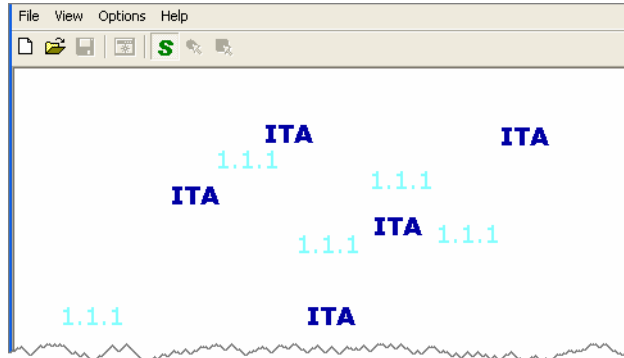 File View Options Help
S
ITA ITA
1.1.1
1.1.1
ITA
ITA 1.1.1
1.1.1
1.1.1 ITA